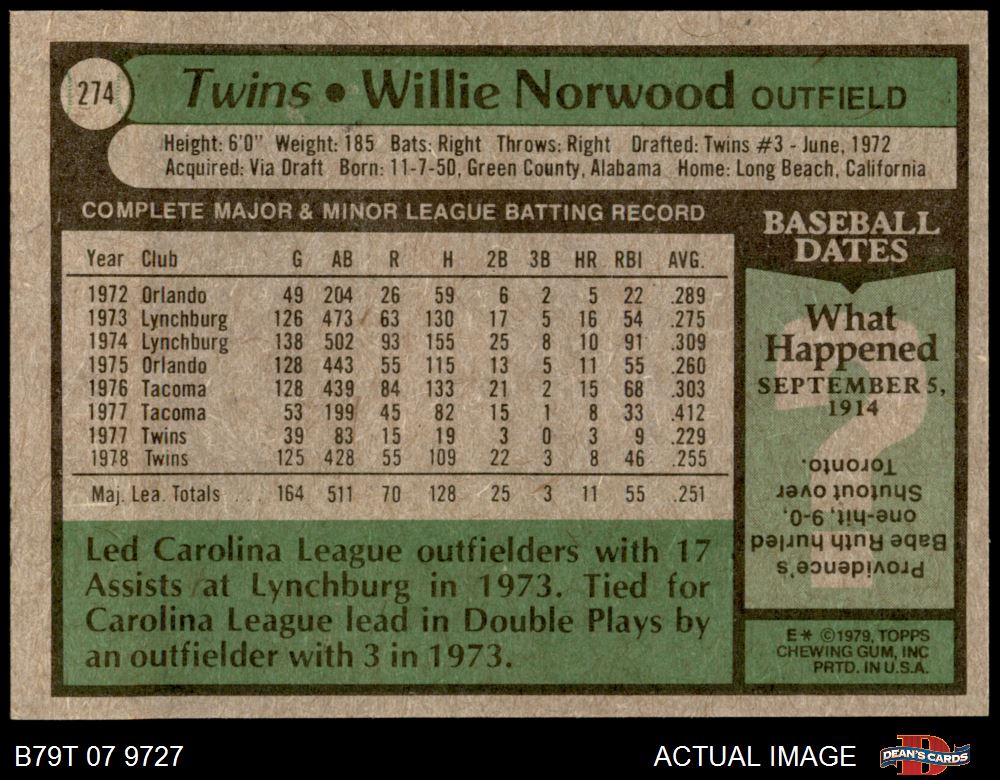 274
Twins • Willie Norwood OUTFIELD
Height: 6'0" Weight: 185 Bats: Right Throws: Right Drafted: Twins #3 - June, 1972
Acquired: Via Draft Born: 11-7-50, Green County, Alabama Home: Long Beach, California
COMPLETE MAJOR & MINOR LEAGUE BATTING RECORD
Year Club G AB R H 2B 3B HR RBI AVG.
1972 Orlando 49 204 26 59 6 2 5 22 .289
1973 Lynchburg 126 473 63 130 17 5 16 54 .275
1974 Lynchburg 138 502 93 155 25 8 10 91 .309
1975 Orlando 128 443 55 115 13 5 11 55 .260
1976 Tacoma 128 439 84 133 21 2 15 68 .303
1977 Tacoma 53 199 45 82 15 1 8 33 .412
1977 Twins 39 83 15 19 3 0 3 9 .229
1978 Twins 125 428 55 109 22 3 8 46 .255
Maj. Lea. Totals ... 164 511 70 128 25 3 11 55 .251
Led Carolina League outfielders with 17
Assists at Lynchburg in 1973. Tied for
Carolina League lead in Double Plays by
an outfielder with 3 in 1973.
BASEBALL
DATES
What
Happened
SEPTEMBER 5,
1914
?
Providence's
Babe Ruth hurled
one-hit, 9-0,
Shutout over
Toronto.
E* ©1979, TOPPS
CHEWING GUM, INC
PRTD. IN U.S.A.
B79T 07 9727
ACTUAL IMAGE
D
DEAN'S CARDS